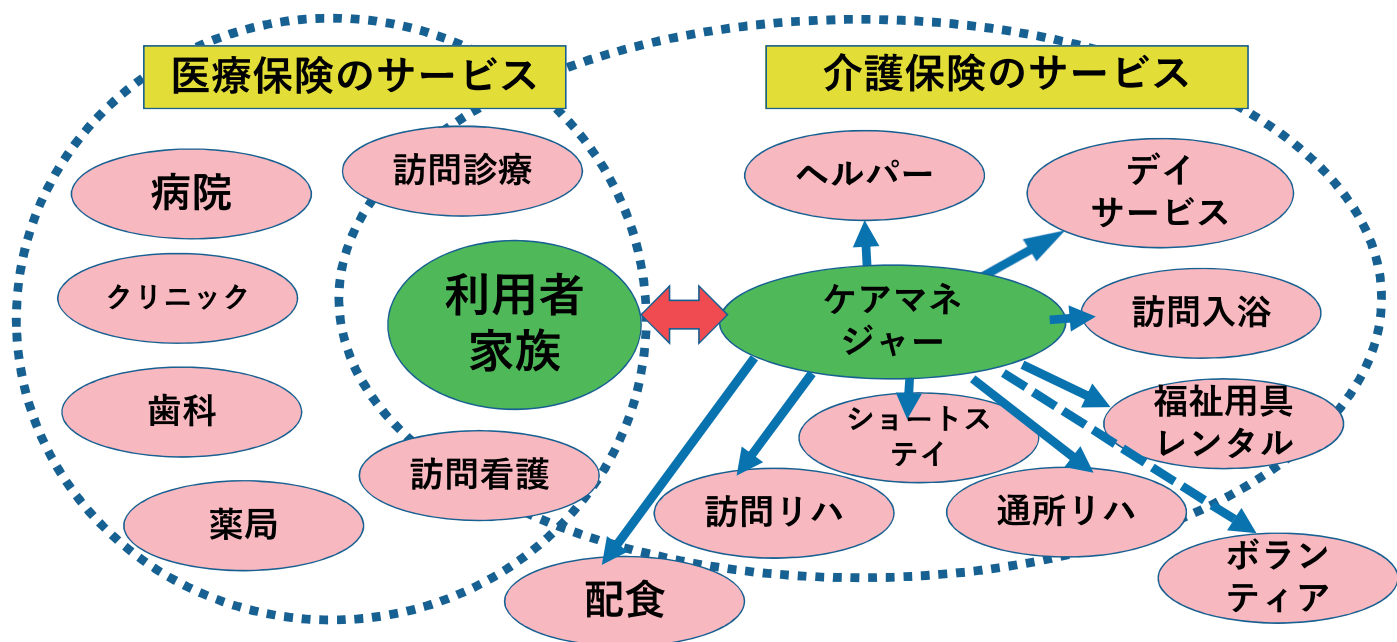 医療保険のサービス
介護保険のサービス
病院
クリニック
歯科
薬局
訪問診療
利用者
家族
訪問看護
ヘルパー
デイ
サービス
ケアマネ
ジャー
訪問入浴
福祉用具
レンタル
ショートス
テイ
訪問リハ
通所リハ
配食
ボラン
ティア